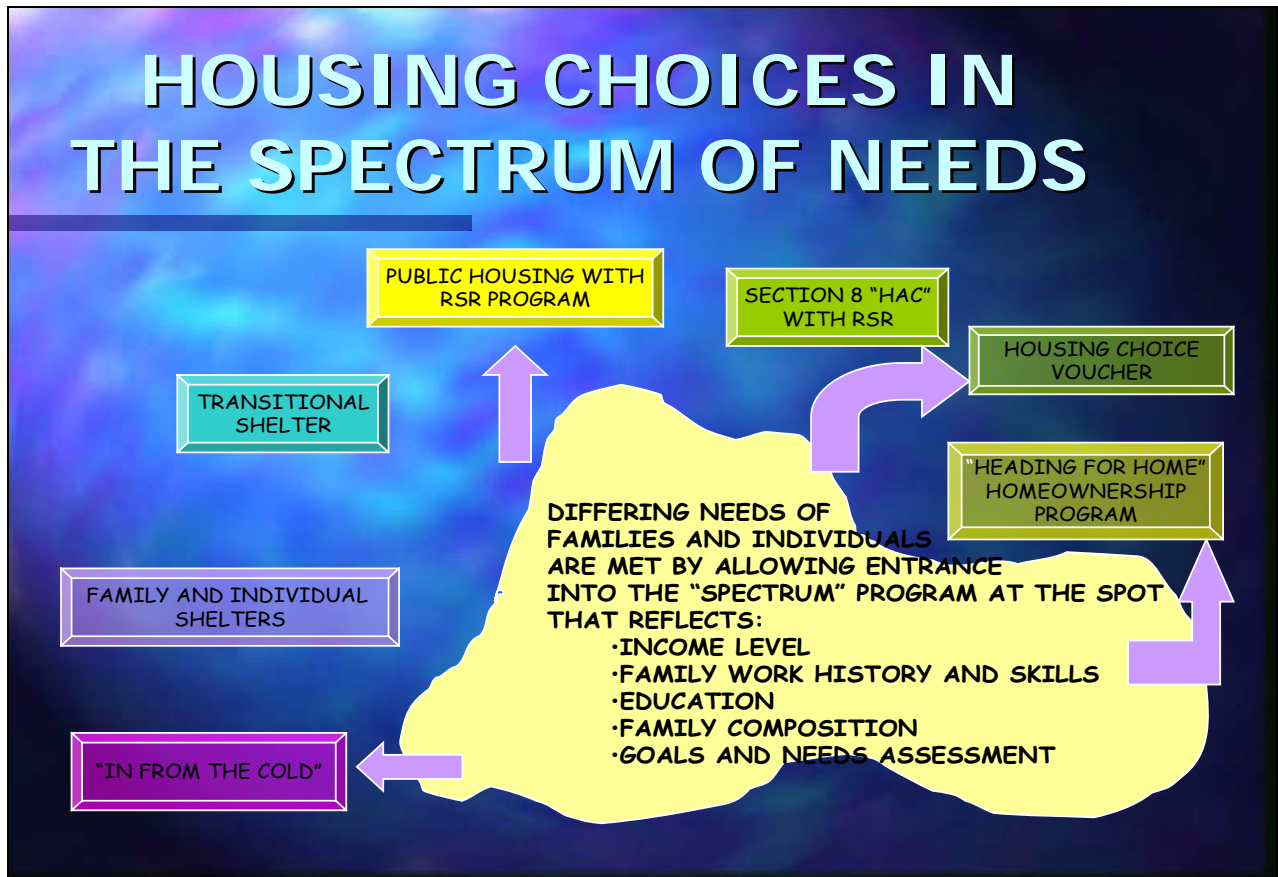 HOUSING CHOICES IN
THE SPECTRUM OF NEEDS
PUBLIC HOUSING WITH
RSR PROGRAM
SECTION 8 “HAC”
WITH RSR
HOUSING CHOICE
VOUCHER
TRANSITIONAL
SHELTER
“HEADING FOR HOME”
HOMEOWNERSHIP
PROGRAM
DIFFERING NEEDS OF
FAMILIES AND INDIVIDUALS
ARE MET BY ALLOWING ENTRANCE
INTO THE “SPECTRUM” PROGRAM AT THE SPOT
THAT REFLECTS:
•INCOME LEVEL
•FAMILY WORK HISTORY AND SKILLS
•EDUCATION
•FAMILY COMPOSITION
•GOALS AND NEEDS ASSESSMENT
FAMILY AND INDIVIDUAL
SHELTERS
“IN FROM THE COLD”